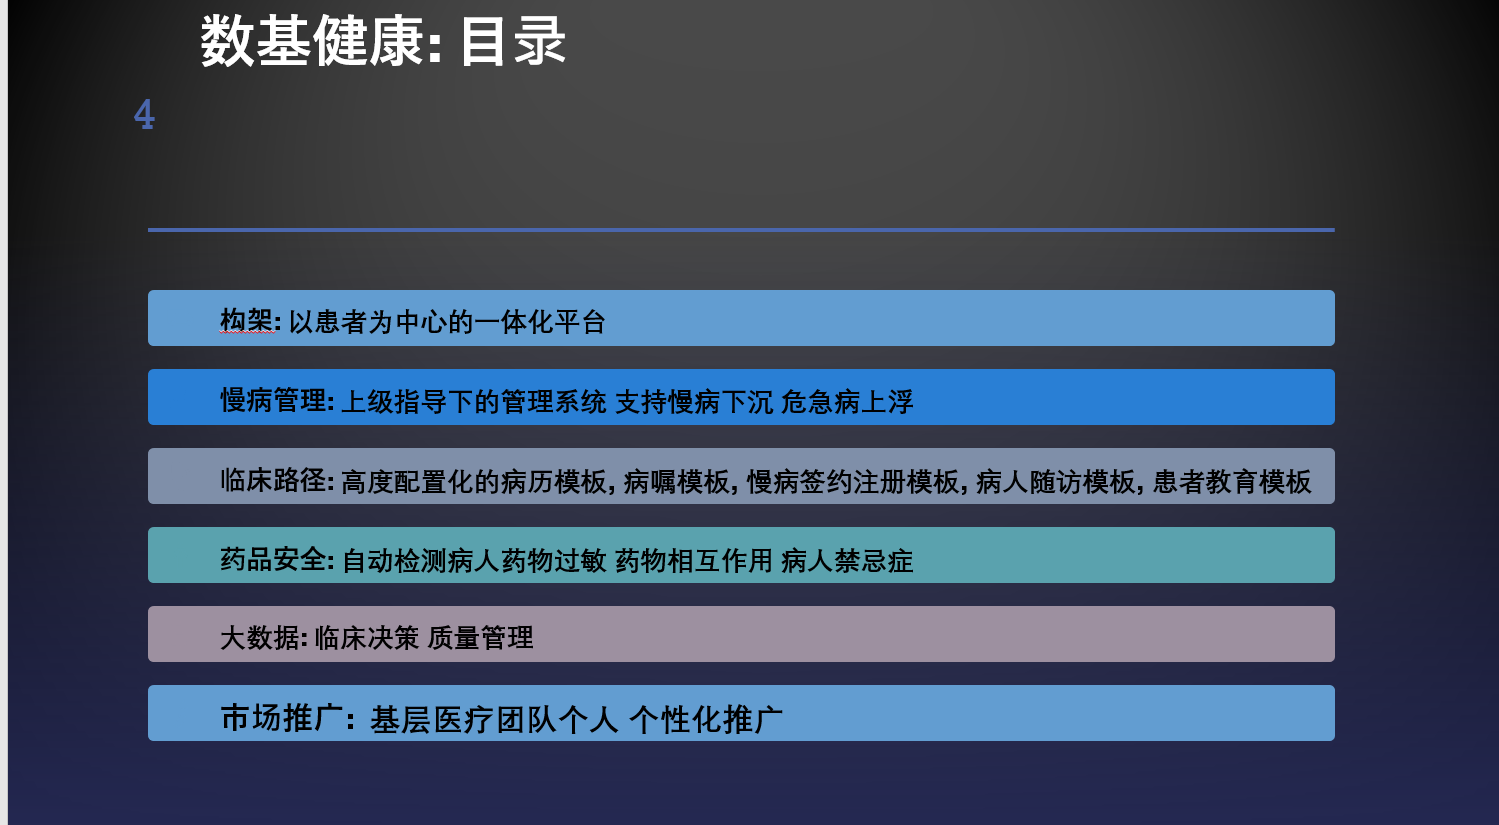 数基健康: 目录
4
构架: 以患者为中心的一体化平台
慢病管理: 上级指导下的管理系统 支持慢病下沉 危急病上浮
临床路径: 高度配置化的病历模板, 病嘱模板, 慢病签约注册模板, 病人随访模板, 患者教育模板
药品安全: 自动检测病人药物过敏 药物相互作用 病人禁忌症
大数据: 临床决策 质量管理
市场推广: 基层医疗团队个人 个性化推广